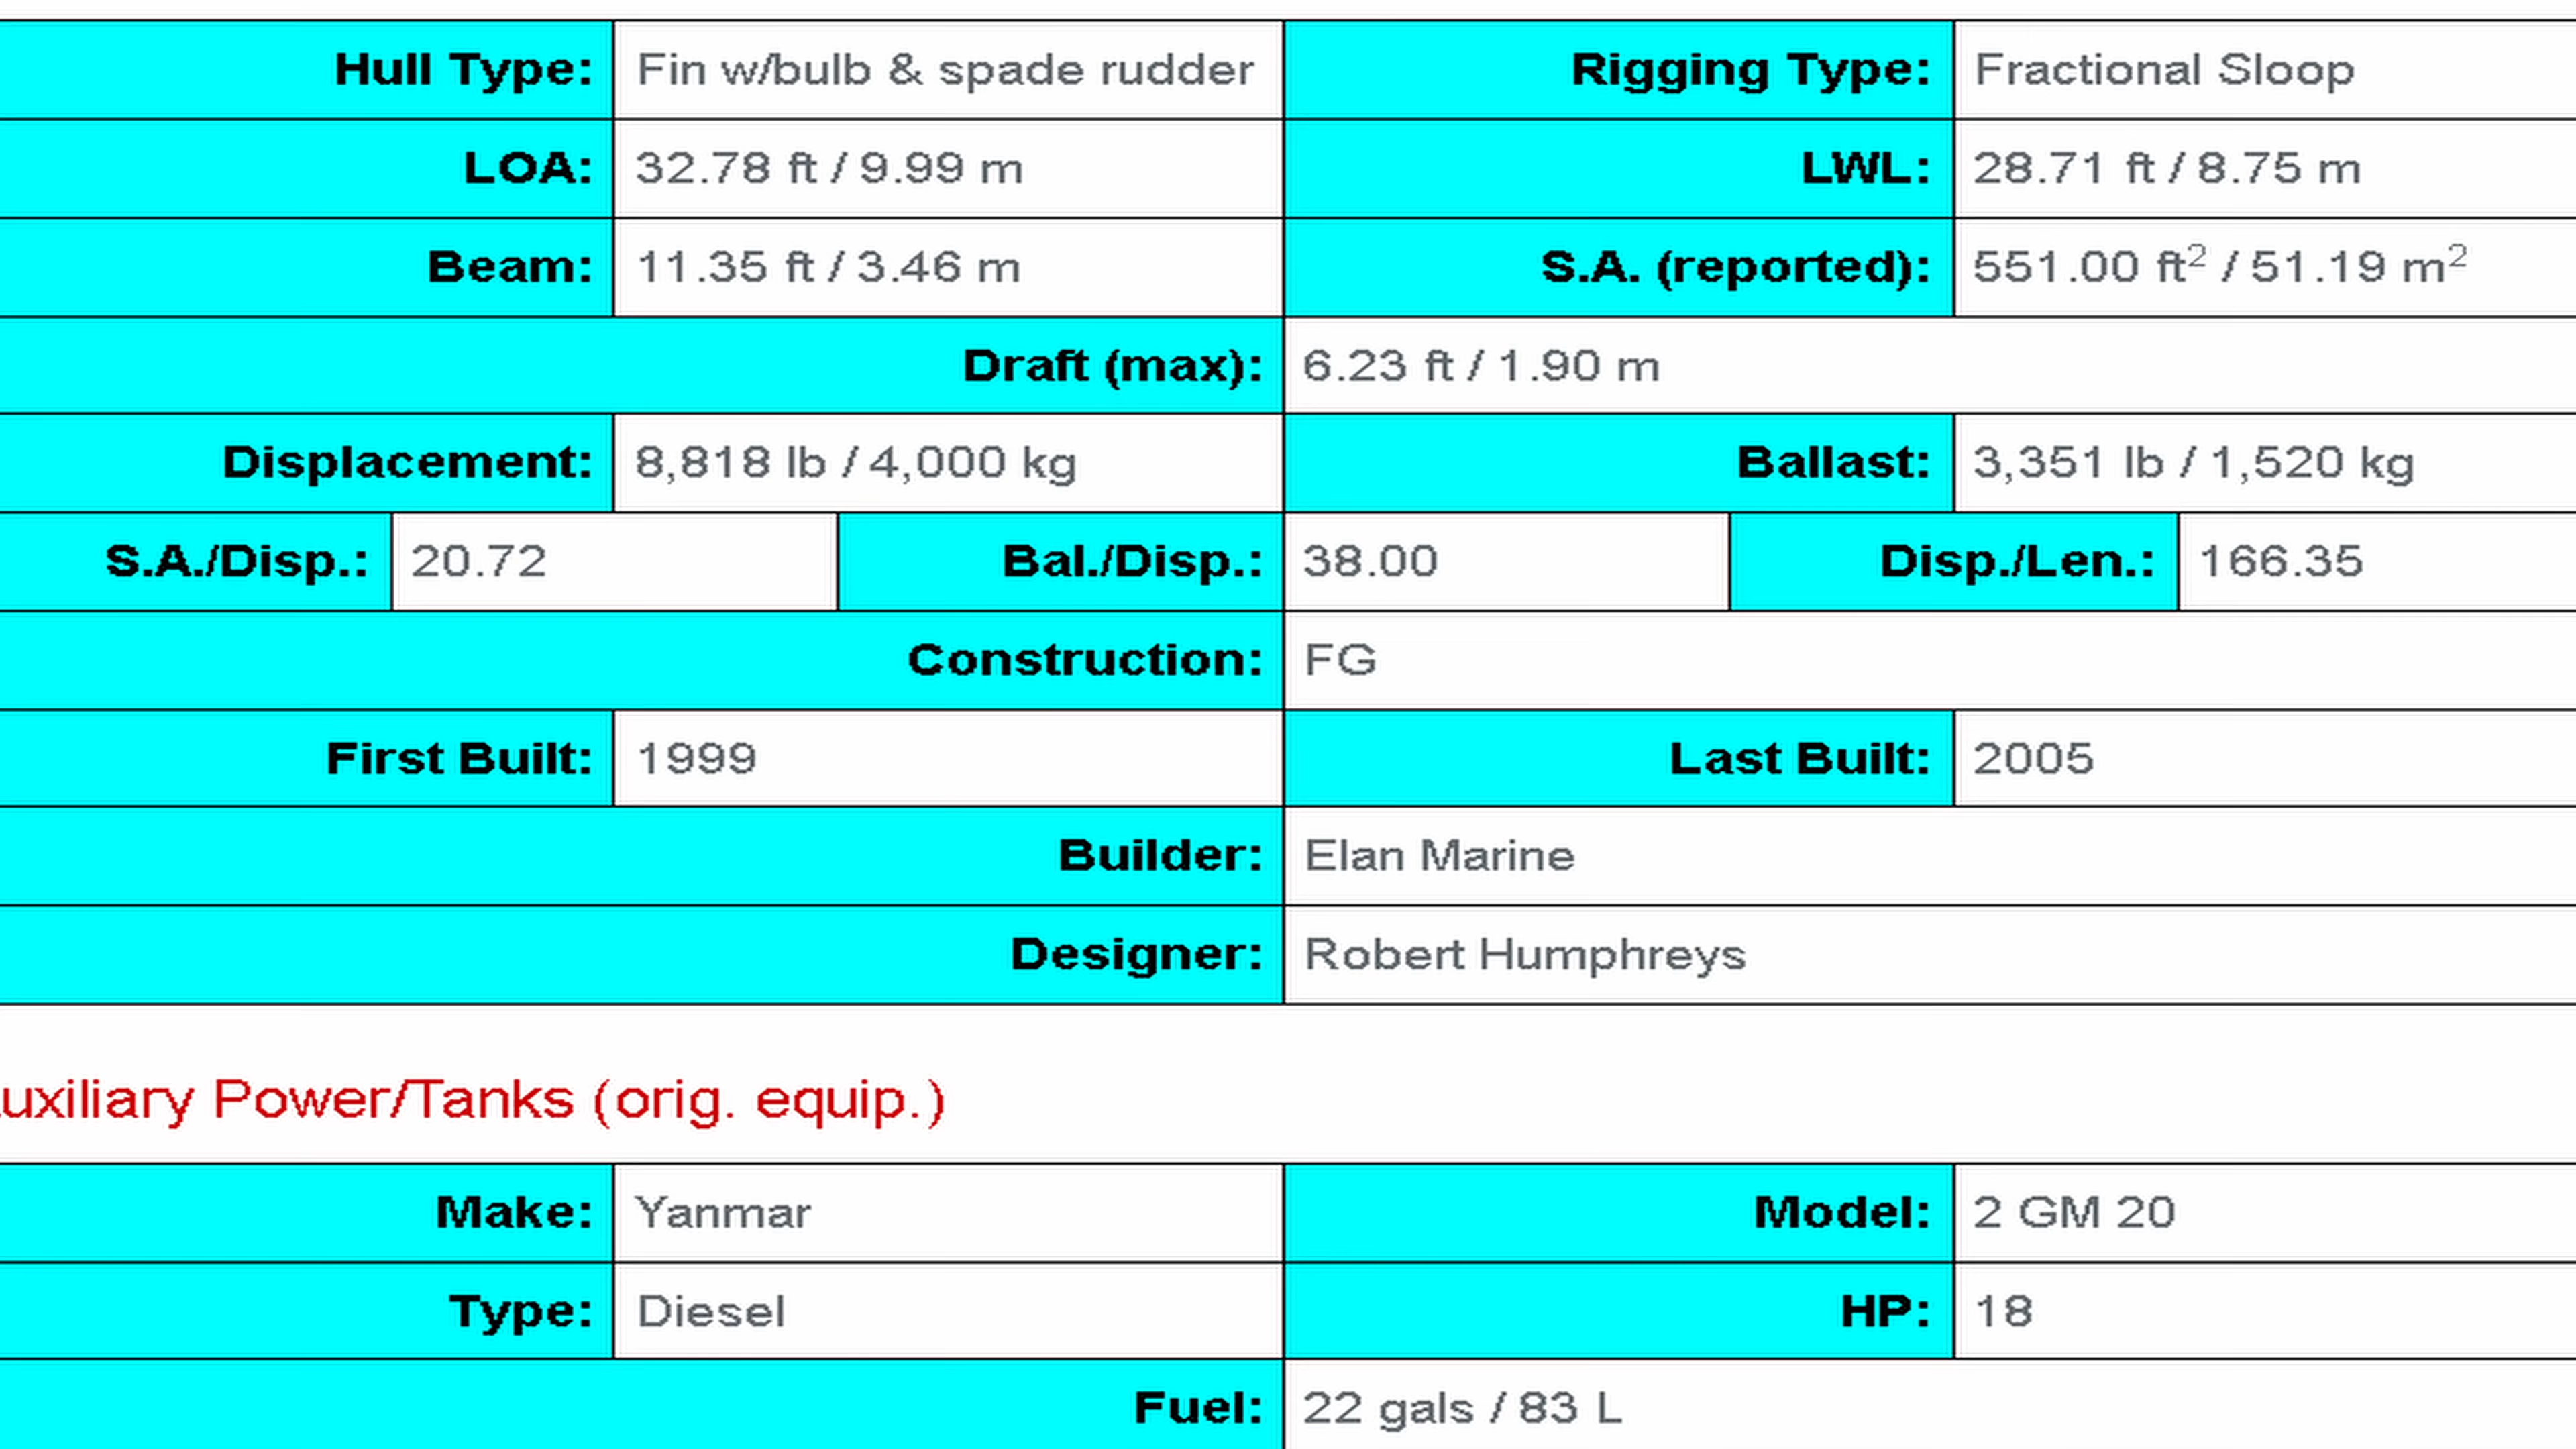 Hull Type: Fin w/bulb & spade rudder Rigging Type: Fractional Sloop
LOA: 32.78 ft / 9.99 m LWL: 28.71 ft / 8.75 m
Beam: 11.35 ft / 3.46 m S.A. (reported): 551.00 ft² / 51.19 m²
Draft (max): 6.23 ft / 1.90 m
Displacement: 8,818 lb / 4,000 kg Ballast: 3,351 lb / 1,520 kg
S.A./Disp.: 20.72 Bal./Disp.: 38.00 Disp./Len.: 166.35
Construction: FG
First Built: 1999 Last Built: 2005
Builder: Elan Marine
Designer: Robert Humphreys
uxiliary Power/Tanks (orig. equip.)
Make: Yanmar Model: 2 GM 20
Type: Diesel HP: 18
Fuel: 22 gals / 83 L